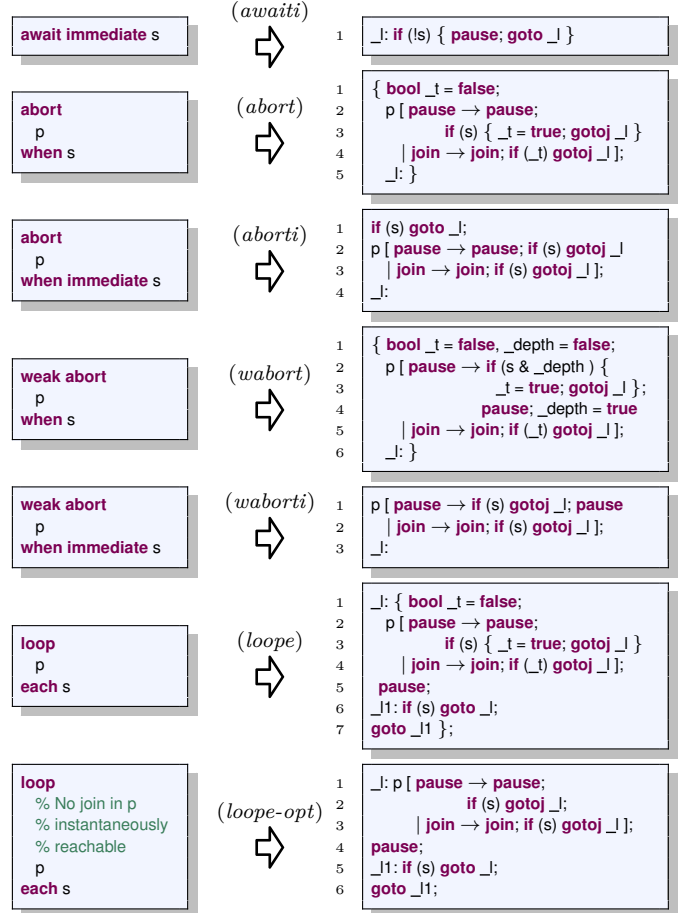 (awaiti)
await immediate s
1 _l: if (!s) { pause; goto _l }
(abort)
abort
p
when s
1 { bool _t = false;
2 p [ pause → pause;
3 if (s) { _t = true; gotoj _l }
4 | join → join; if (_t) gotoj _l ];
5 _l: }
(aborti)
abort
p
when immediate s
1 if (s) goto _l;
2 p [ pause → pause; if (s) gotoj _l
3 | join → join; if (s) gotoj _l ];
4 _l:
(wabort)
weak abort
p
when s
1 { bool _t = false, _depth = false;
2 p [ pause → if (s & _depth ) {
3 _t = true; gotoj _l };
4 pause; _depth = true
5 | join → join; if (_t) gotoj _l ];
6 _l: }
(waborti)
weak abort
p
when immediate s
1 p [ pause → if (s) gotoj _l; pause
2 | join → join; if (s) gotoj _l ];
3 _l:
(loope)
loop
p
each s
1 _l: { bool _t = false;
2 p [ pause → pause;
3 if (s) { _t = true; gotoj _l }
4 | join → join; if (_t) gotoj _l ];
5 pause;
6 _l1: if (s) goto _l;
7 goto _l1 };
(loope-opt)
loop
% No join in p
% instantaneously
% reachable
p
each s
1 _l: p [ pause → pause;
2 if (s) gotoj _l;
3 | join → join; if (s) gotoj _l ];
4 pause;
5 _l1: if (s) goto _l;
6 goto _l1;